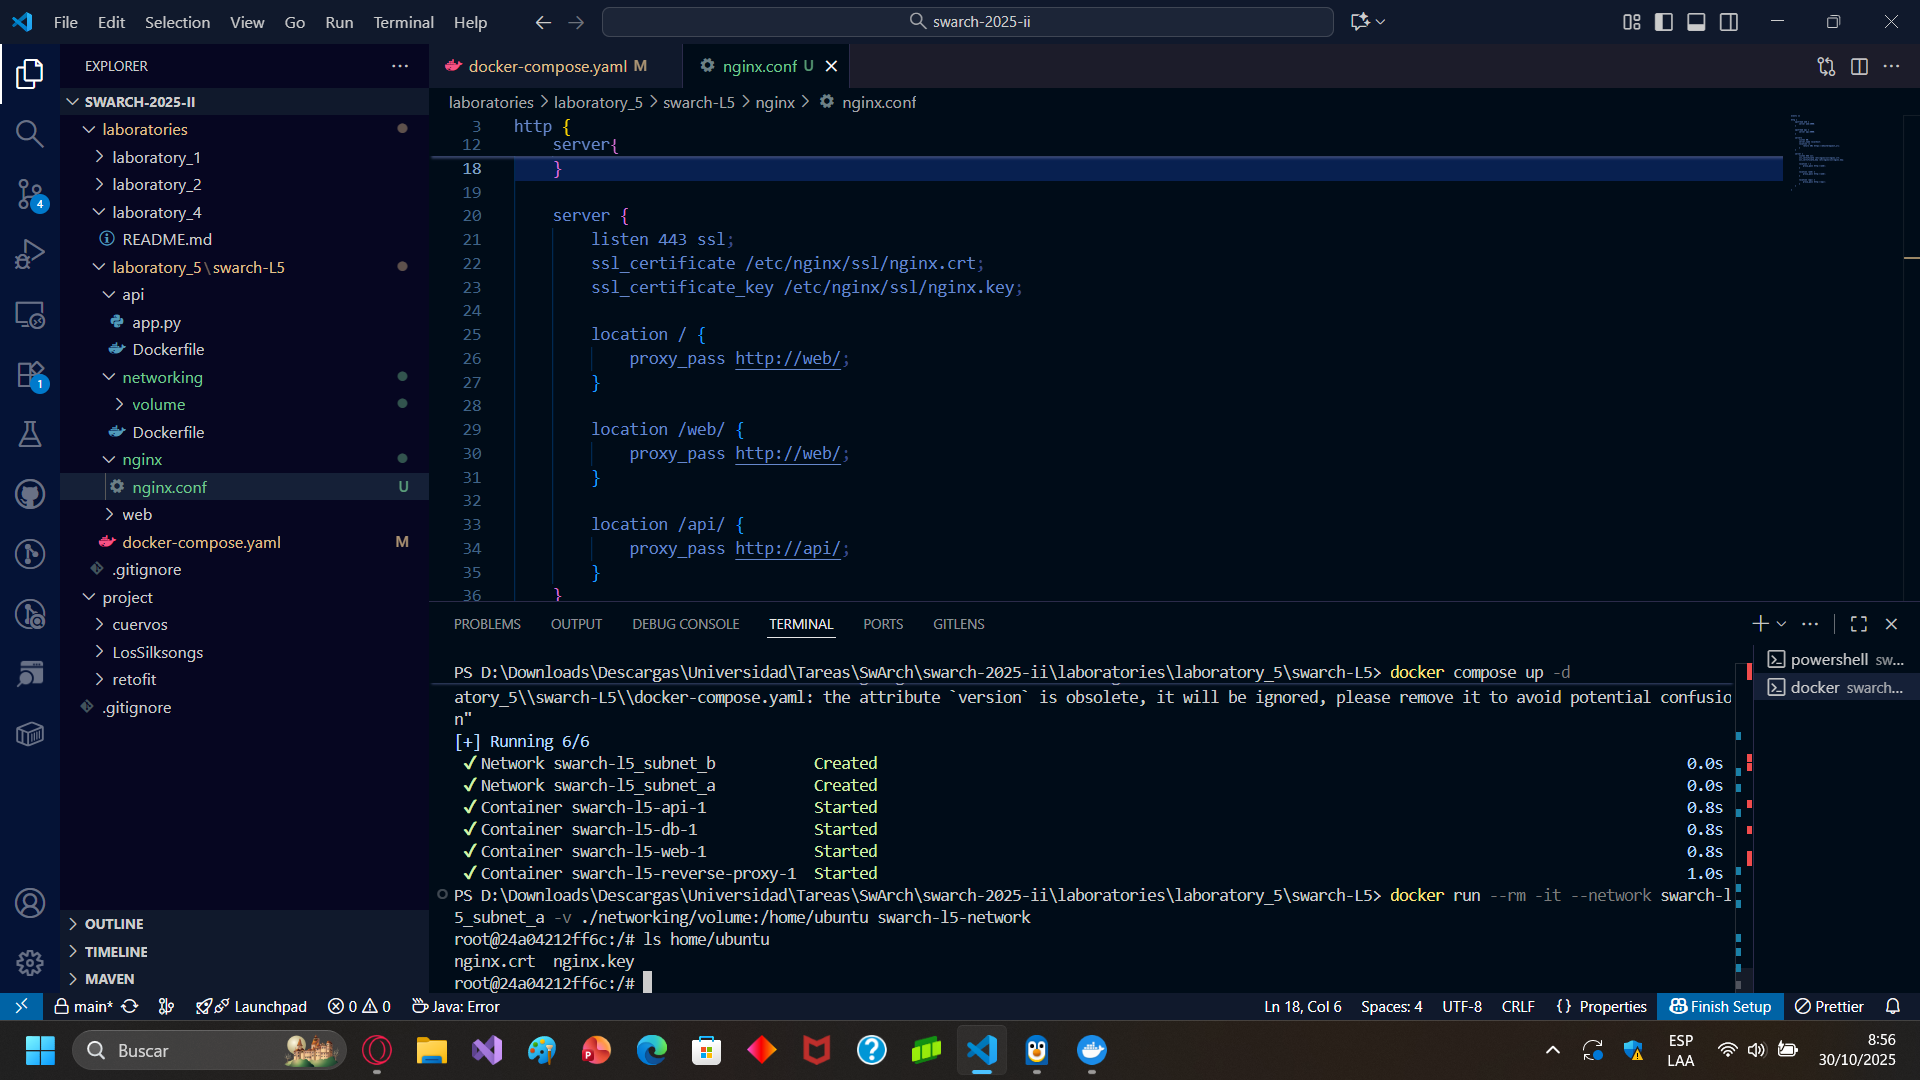 File Edit Selection View Go Run Terminal Help
swarch-2025-ii
EXPLORER
SWARCH-2025-II
laboratories
laboratory_1
laboratory_2
laboratory_4
README.md
laboratory_5\swarch-L5
api
app.py
Dockerfile
networking
volume
Dockerfile
nginx
nginx.conf U
web
docker-compose.yaml M
.gitignore
project
cuervos
LosSilksongs
retofit
.gitignore
OUTLINE
TIMELINE
MAVEN
4
1
docker-compose.yaml M
nginx.conf U
laboratories > laboratory_5 > swarch-L5 > nginx > nginx.conf
3 http {
12 server{
18 }
19
20 server {
21 listen 443 ssl;
22 ssl_certificate /etc/nginx/ssl/nginx.crt;
23 ssl_certificate_key /etc/nginx/ssl/nginx.key;
24
25 location / {
26 proxy_pass http://web/;
27 }
28
29 location /web/ {
30 proxy_pass http://web/;
31 }
32
33 location /api/ {
34 proxy_pass http://api/;
35 }
36 }
PROBLEMS OUTPUT DEBUG CONSOLE TERMINAL PORTS GITLENS
PS D:\Downloads\Descargas\Universidad\Tareas\SwArch\swarch-2025-ii\laboratories\laboratory_5\swarch-L5> docker compose up -d
atory_5\\swarch-L5\\docker-compose.yaml: the attribute `version` is obsolete, it will be ignored, please remove it to avoid potential confusio
n"
[+] Running 6/6
✔Network swarch-l5_subnet_b Created 0.0s
✔Network swarch-l5_subnet_a Created 0.0s
✔Container swarch-l5-api-1 Started 0.8s
✔Container swarch-l5-db-1 Started 0.8s
✔Container swarch-l5-web-1 Started 0.8s
✔Container swarch-l5-reverse-proxy-1 Started 1.0s
PS D:\Downloads\Descargas\Universidad\Tareas\SwArch\swarch-2025-ii\laboratories\laboratory_5\swarch-L5> docker run --rm -it --network swarch-l
5_subnet_a -v ./networking/volume:/home/ubuntu swarch-l5-network
root@24a04212ff6c:/# ls home/ubuntu
nginx.crt nginx.key
root@24a04212ff6c:/#
powershell sw...
docker swarch...
main* Launchpad 0 0 Java: Error
Ln 18, Col 6 Spaces: 4 UTF-8 CRLF {} Properties Finish Setup Prettier
Buscar
ESP
LAA
8:56
30/10/2025